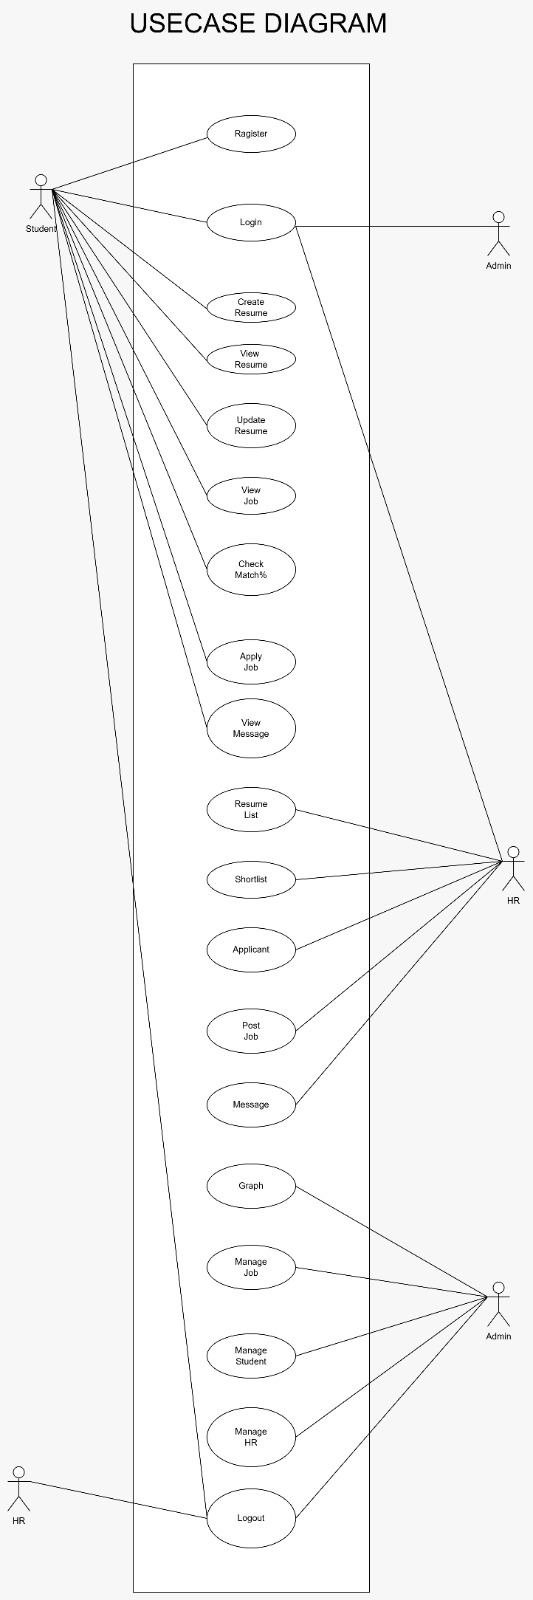 USECASE DIAGRAM
Ragister
Student
Login
Admin
Create
Resume
View
Resume
Update
Resume
View
Job
Check
Match%
Apply
Job
View
Message
Resume
List
Shortlist
HR
Applicant
Post
Job
Message
Graph
Manage
Job
Admin
Manage
Student
Manage
HR
Logout
HR